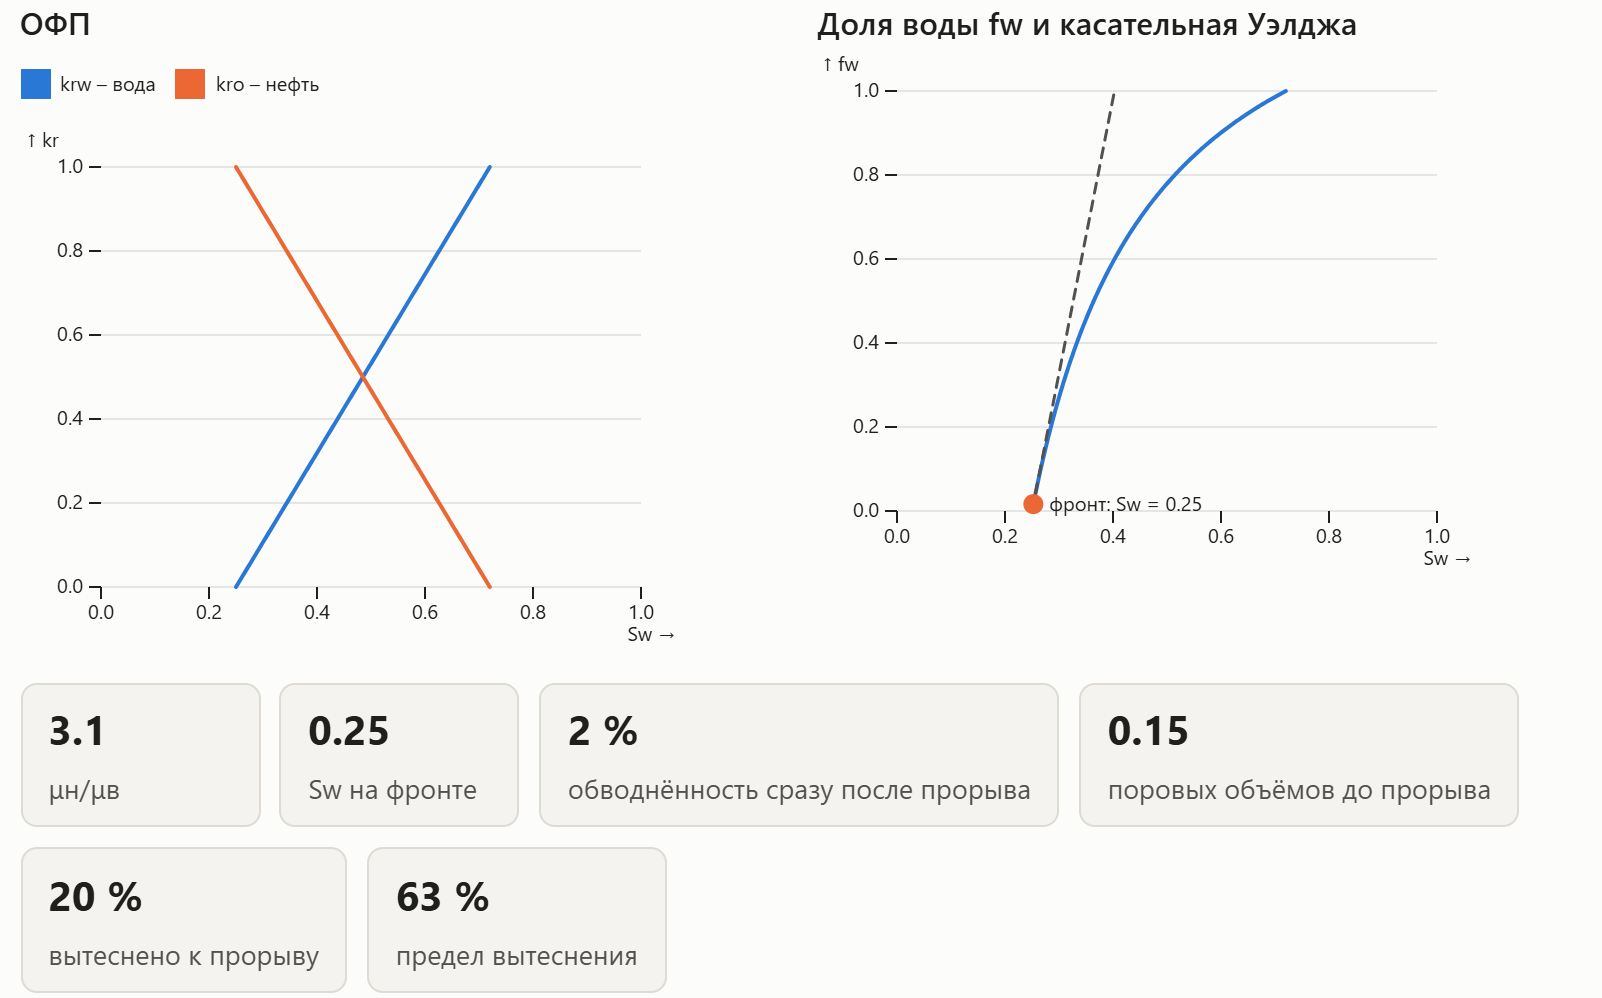 ОФП
krw – вода
kro – нефть
↑ kr
1.0
0.8
0.6
0.4
0.2
0.0
0.0 0.2 0.4 0.6 0.8 1.0
Sw →
Доля воды fw и касательная Уэлджа
↑ fw
1.0
0.8
0.6
0.4
0.2
0.0
фронт: Sw = 0.25
0.0 0.2 0.4 0.6 0.8 1.0
Sw →
3.1
μн/μв
0.25
Sw на фронте
2 %
обводнённость сразу после прорыва
0.15
поровых объёмов до прорыва
20 %
вытеснено к прорыву
63 %
предел вытеснения